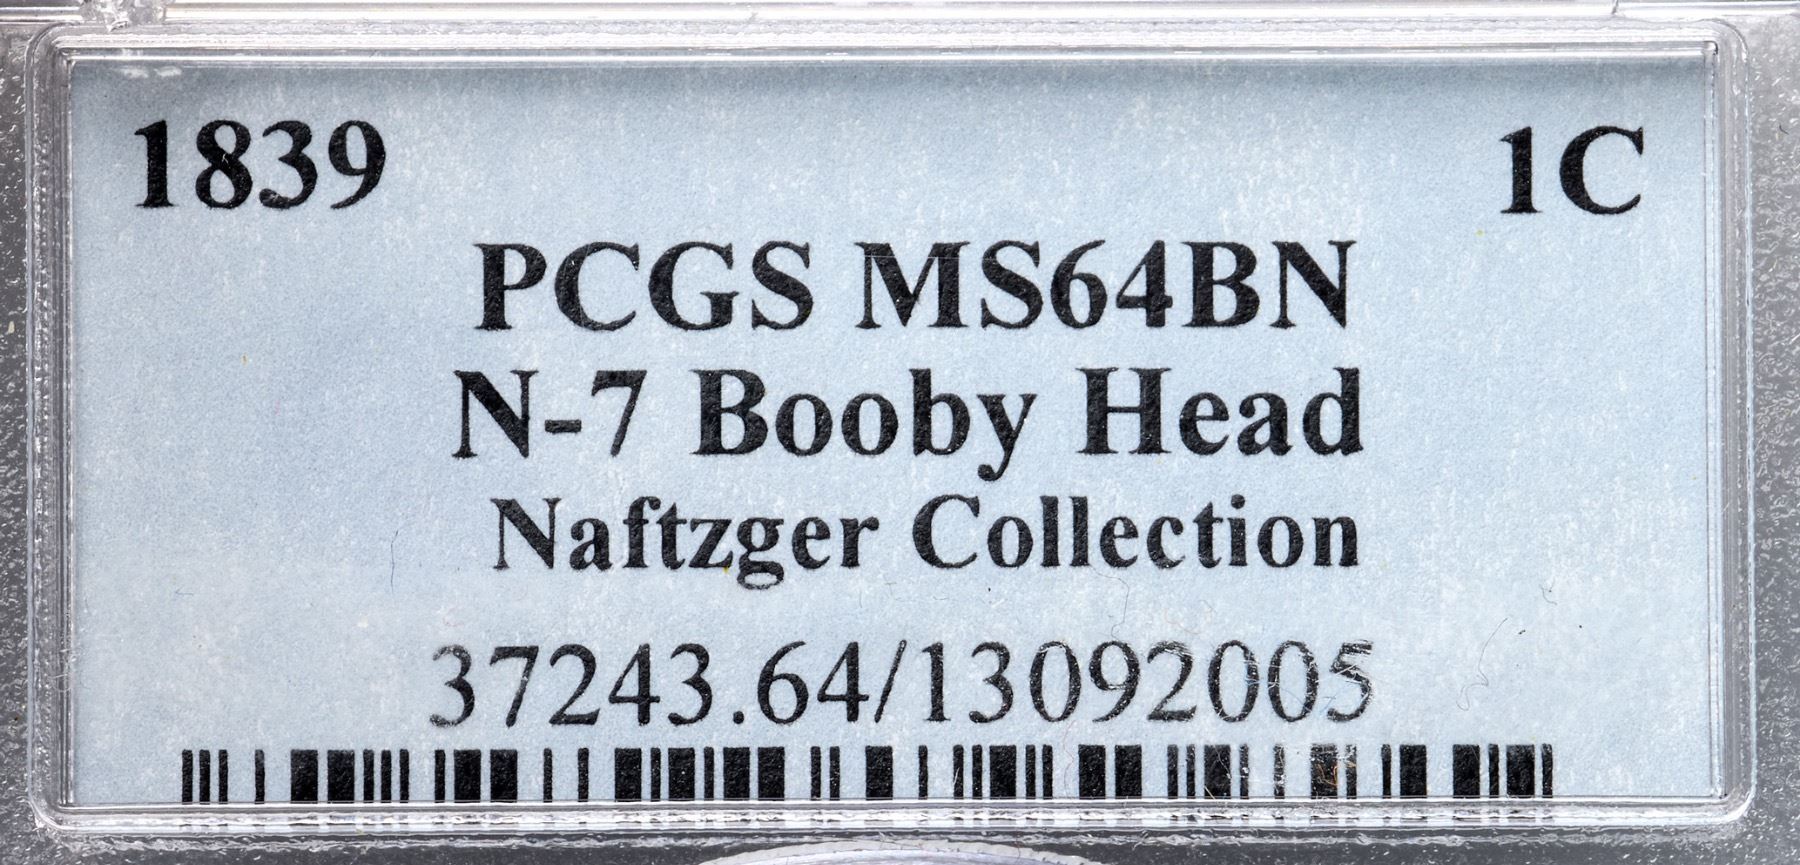 1839 1C
PCGS MS64BN
N-7 Booby Head
Naftzger Collection
37243.64/13092005